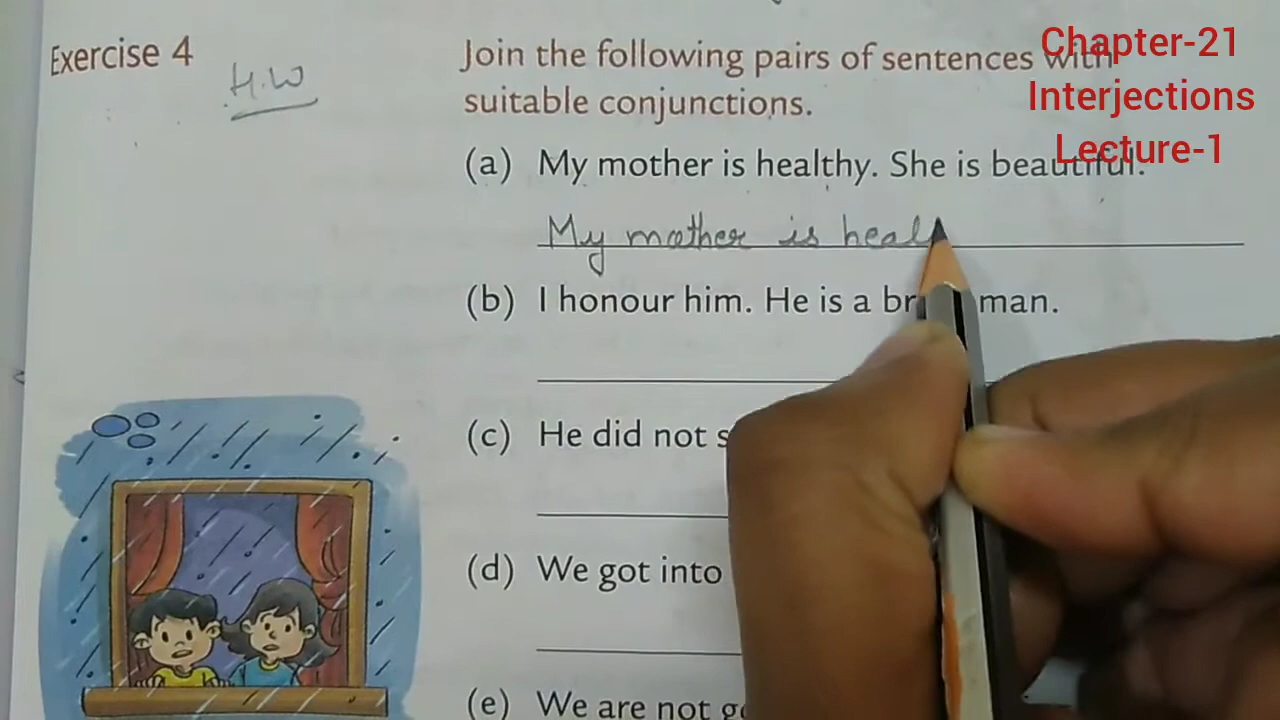 Exercise 4
H.W
Join the following pairs of sentences with
suitable conjunctions.
Chapter-21
Interjections
Lecture-1
(a) My mother is healthy. She is beautiful.
My mother is heal
(b) I honour him. He is a br man.
(c) He did not s
(d) We got into
(e) We are not g